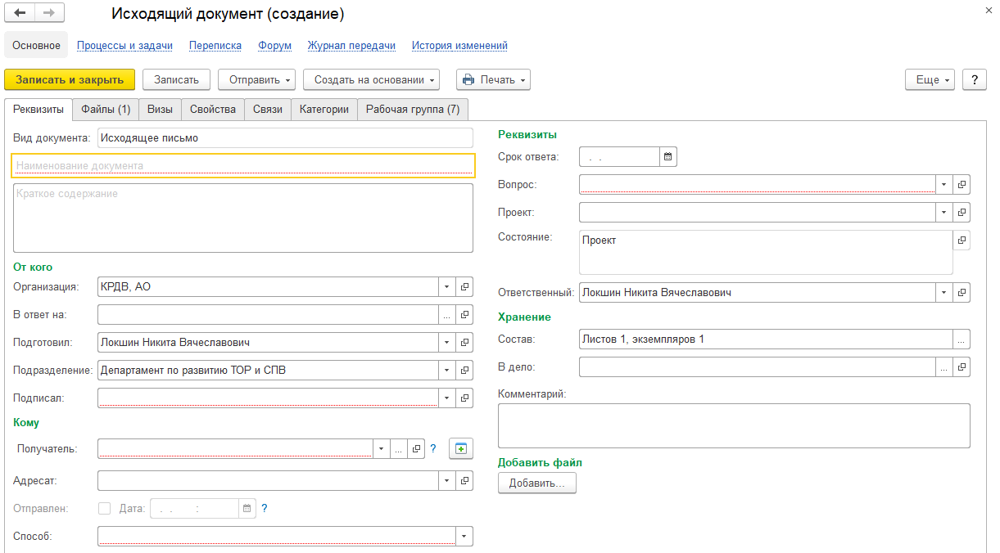 Исходящий документ (создание)
Основное Процессы и задачи Переписка Форум Журнал передачи История изменений
Записать и закрыть Записать Отправить Создать на основании Печать Еще ?
Реквизиты Файлы (1) Визы Свойства Связи Категории Рабочая группа (7)
Вид документа: Исходящее письмо
Наименование документа
Краткое содержание
От кого
Организация: КРДВ, АО
В ответ на: ...
Подготовил: Локшин Никита Вячеславович
Подразделение: Департамент по развитию ТОР и СПВ
Подписал:
Кому
Получатель: ... ?
Адресат:
Отправлен: Дата: . . : ?
Способ:
Реквизиты
Срок ответа: . .
Вопрос:
Проект:
Состояние: Проект
Ответственный: Локшин Никита Вячеславович
Хранение
Состав: Листов 1, экземпляров 1 ...
В дело: ...
Комментарий:
Добавить файл
Добавить...